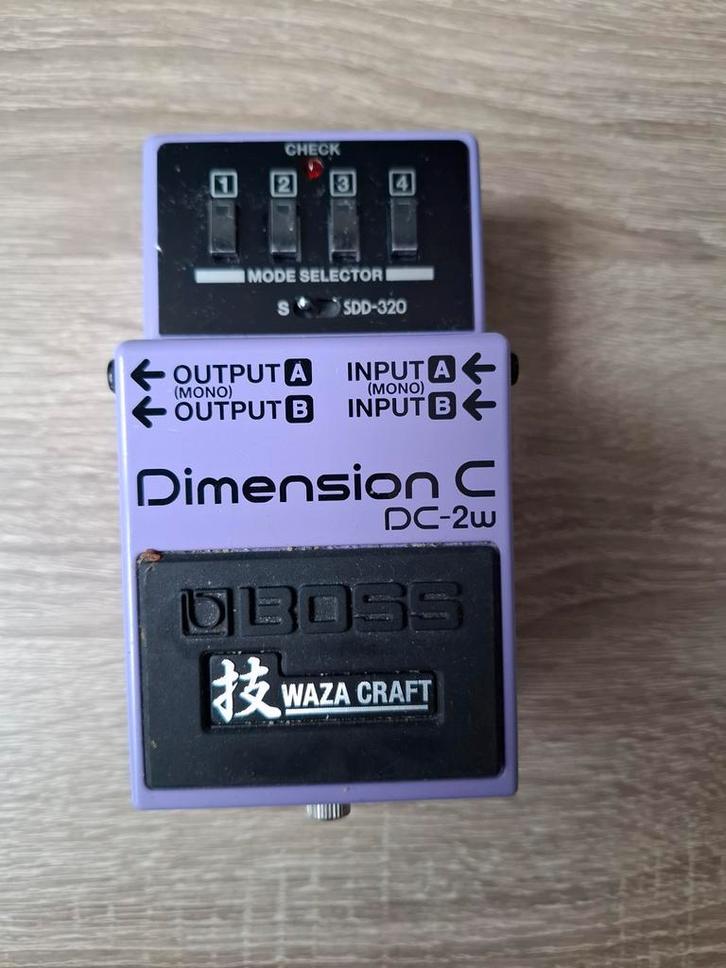 CHECK
1 2 3 4
MODE SELECTOR
S SDD-320
← OUTPUT A INPUT A ←
(MONO) (MONO)
← OUTPUT B INPUT B ←
Dimension C
DC-2w
BOSS
技 WAZA CRAFT